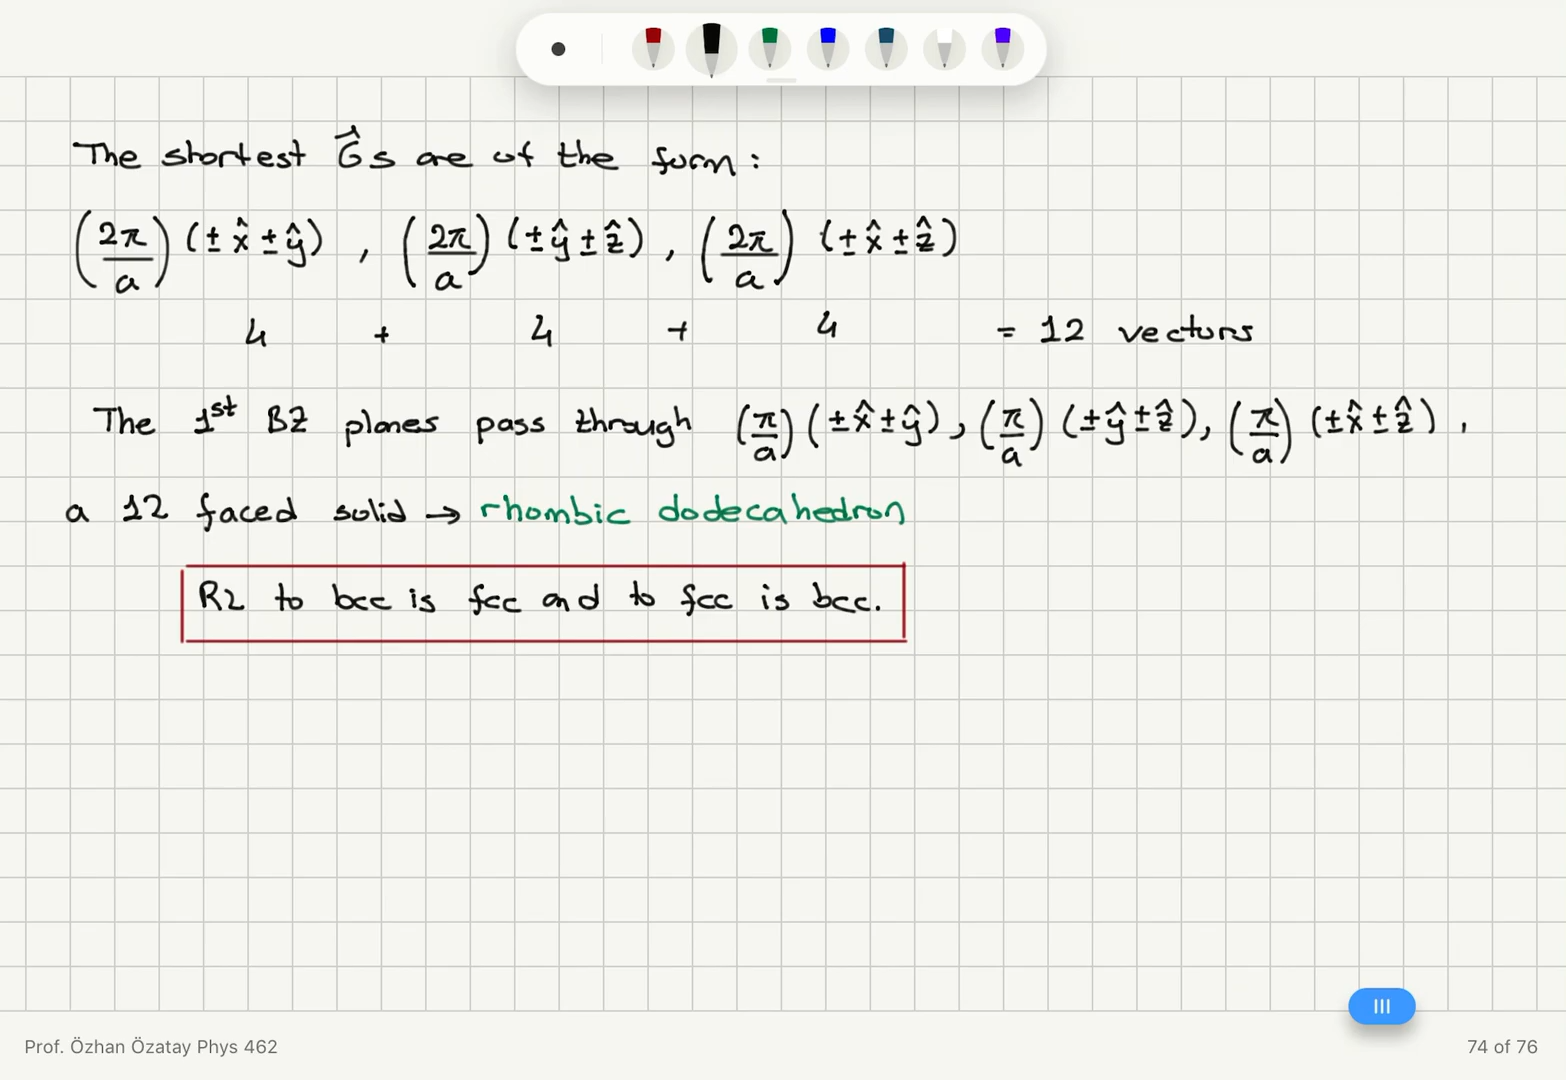 The shortest G⃗s are of the form:
(2π/a) (± x̂ ± ŷ) , (2π/a) (± ŷ ± ẑ) , (2π/a) (± x̂ ± ẑ)
4 + 4 + 4 = 12 vectors
The 1st BZ planes pass through (π/a) (± x̂ ± ŷ), (π/a) (± ŷ ± ẑ), (π/a) (± x̂ ± ẑ),
a 12 faced solid → rhombic dodecahedron
RL to bcc is fcc and to fcc is bcc.
Prof. Özhan Özatay Phys 462
74 of 76